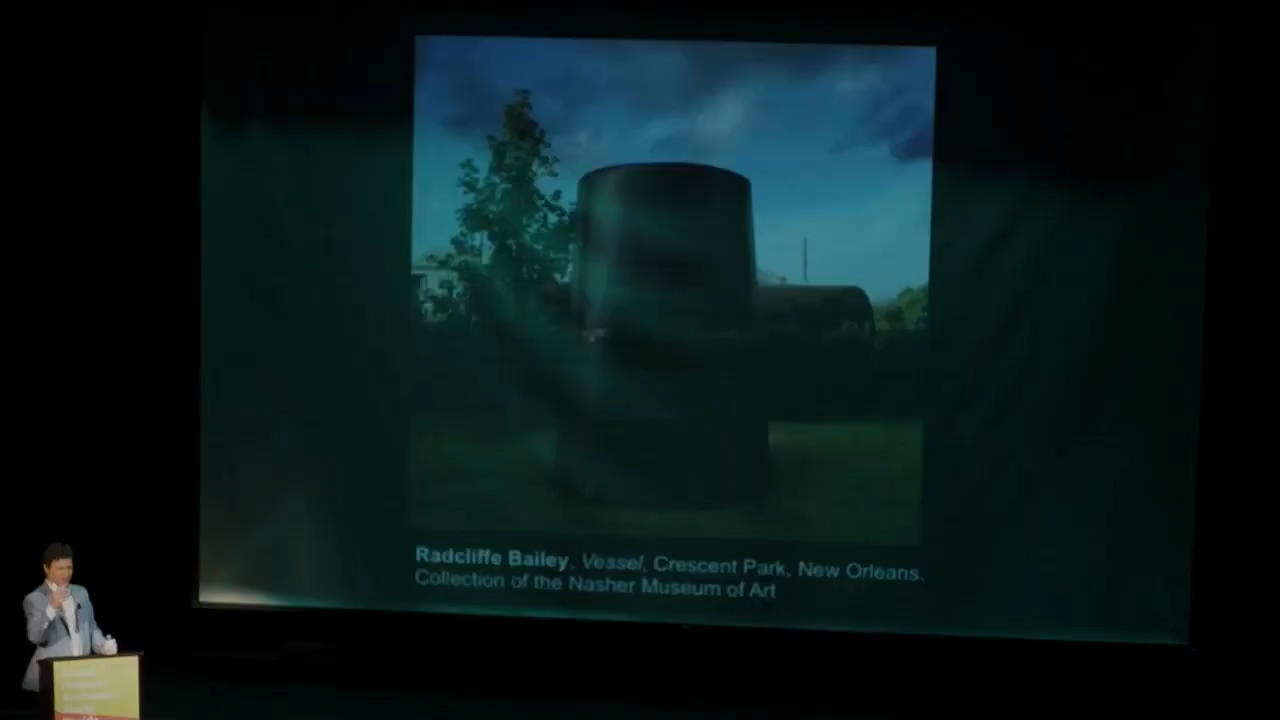 Radcliffe Bailey, Vessel, Crescent Park, New Orleans.
Collection of the Nasher Museum of Art